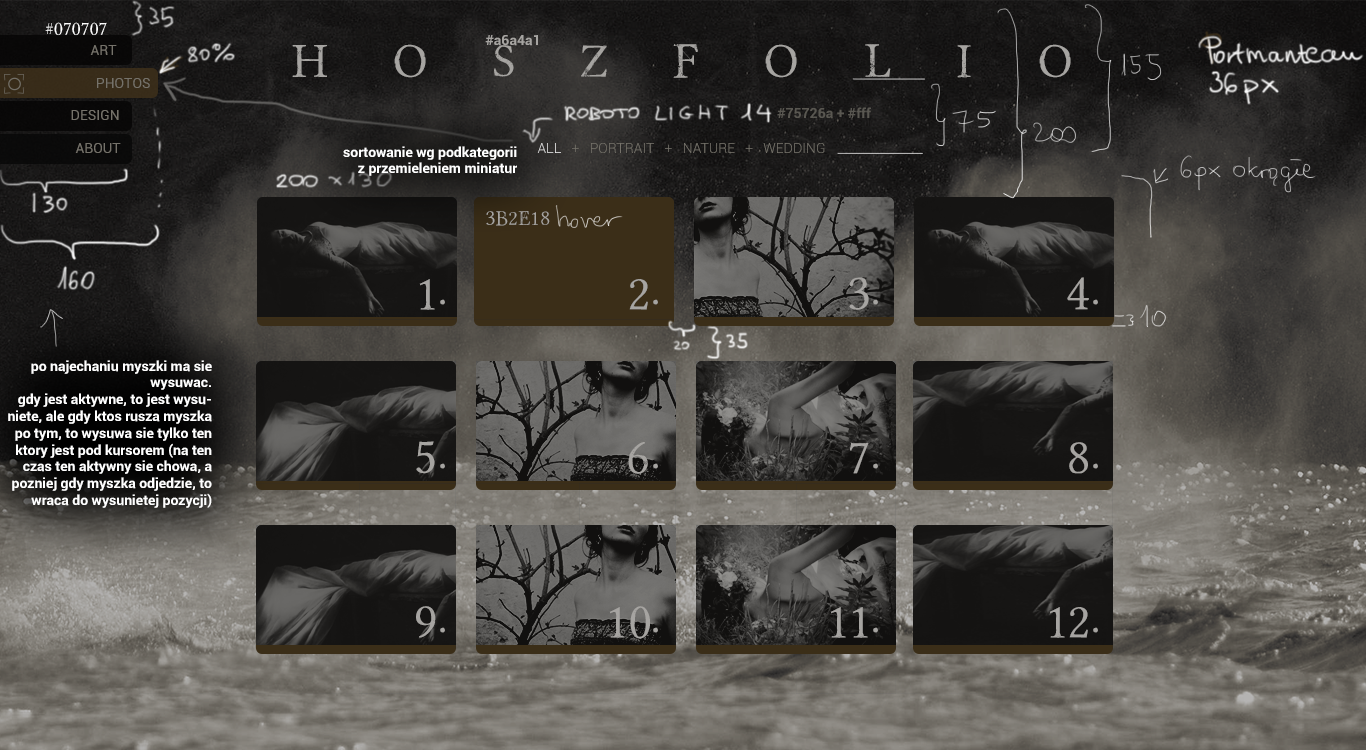 #070707
35
ART
80%
PHOTOS
DESIGN
ABOUT
130
160
po najechaniu myszki ma sie
wysuwac.
gdy jest aktywne, to jest wysu-
niete, ale gdy ktos rusza myszka
po tym, to wysuwa sie tylko ten
ktory jest pod kursorem (na ten
czas ten aktywny sie chowa, a
pozniej gdy myszka odjedzie, to
wraca do wysunietej pozycji)
#a6a4a1
HOSZFOLIO
ROBOTO LIGHT 14 #75726a + #fff
75
200
155
Portmanteau
36px
sortowanie wg podkategorii
z przemieleniem miniatur
ALL + PORTRAIT + NATURE + WEDDING
200 x 130
6px okrągłe
1.
3B2E18 hover
2.
3.
4.
10
20
35
5.
6.
7.
8.
9.
10.
11.
12.